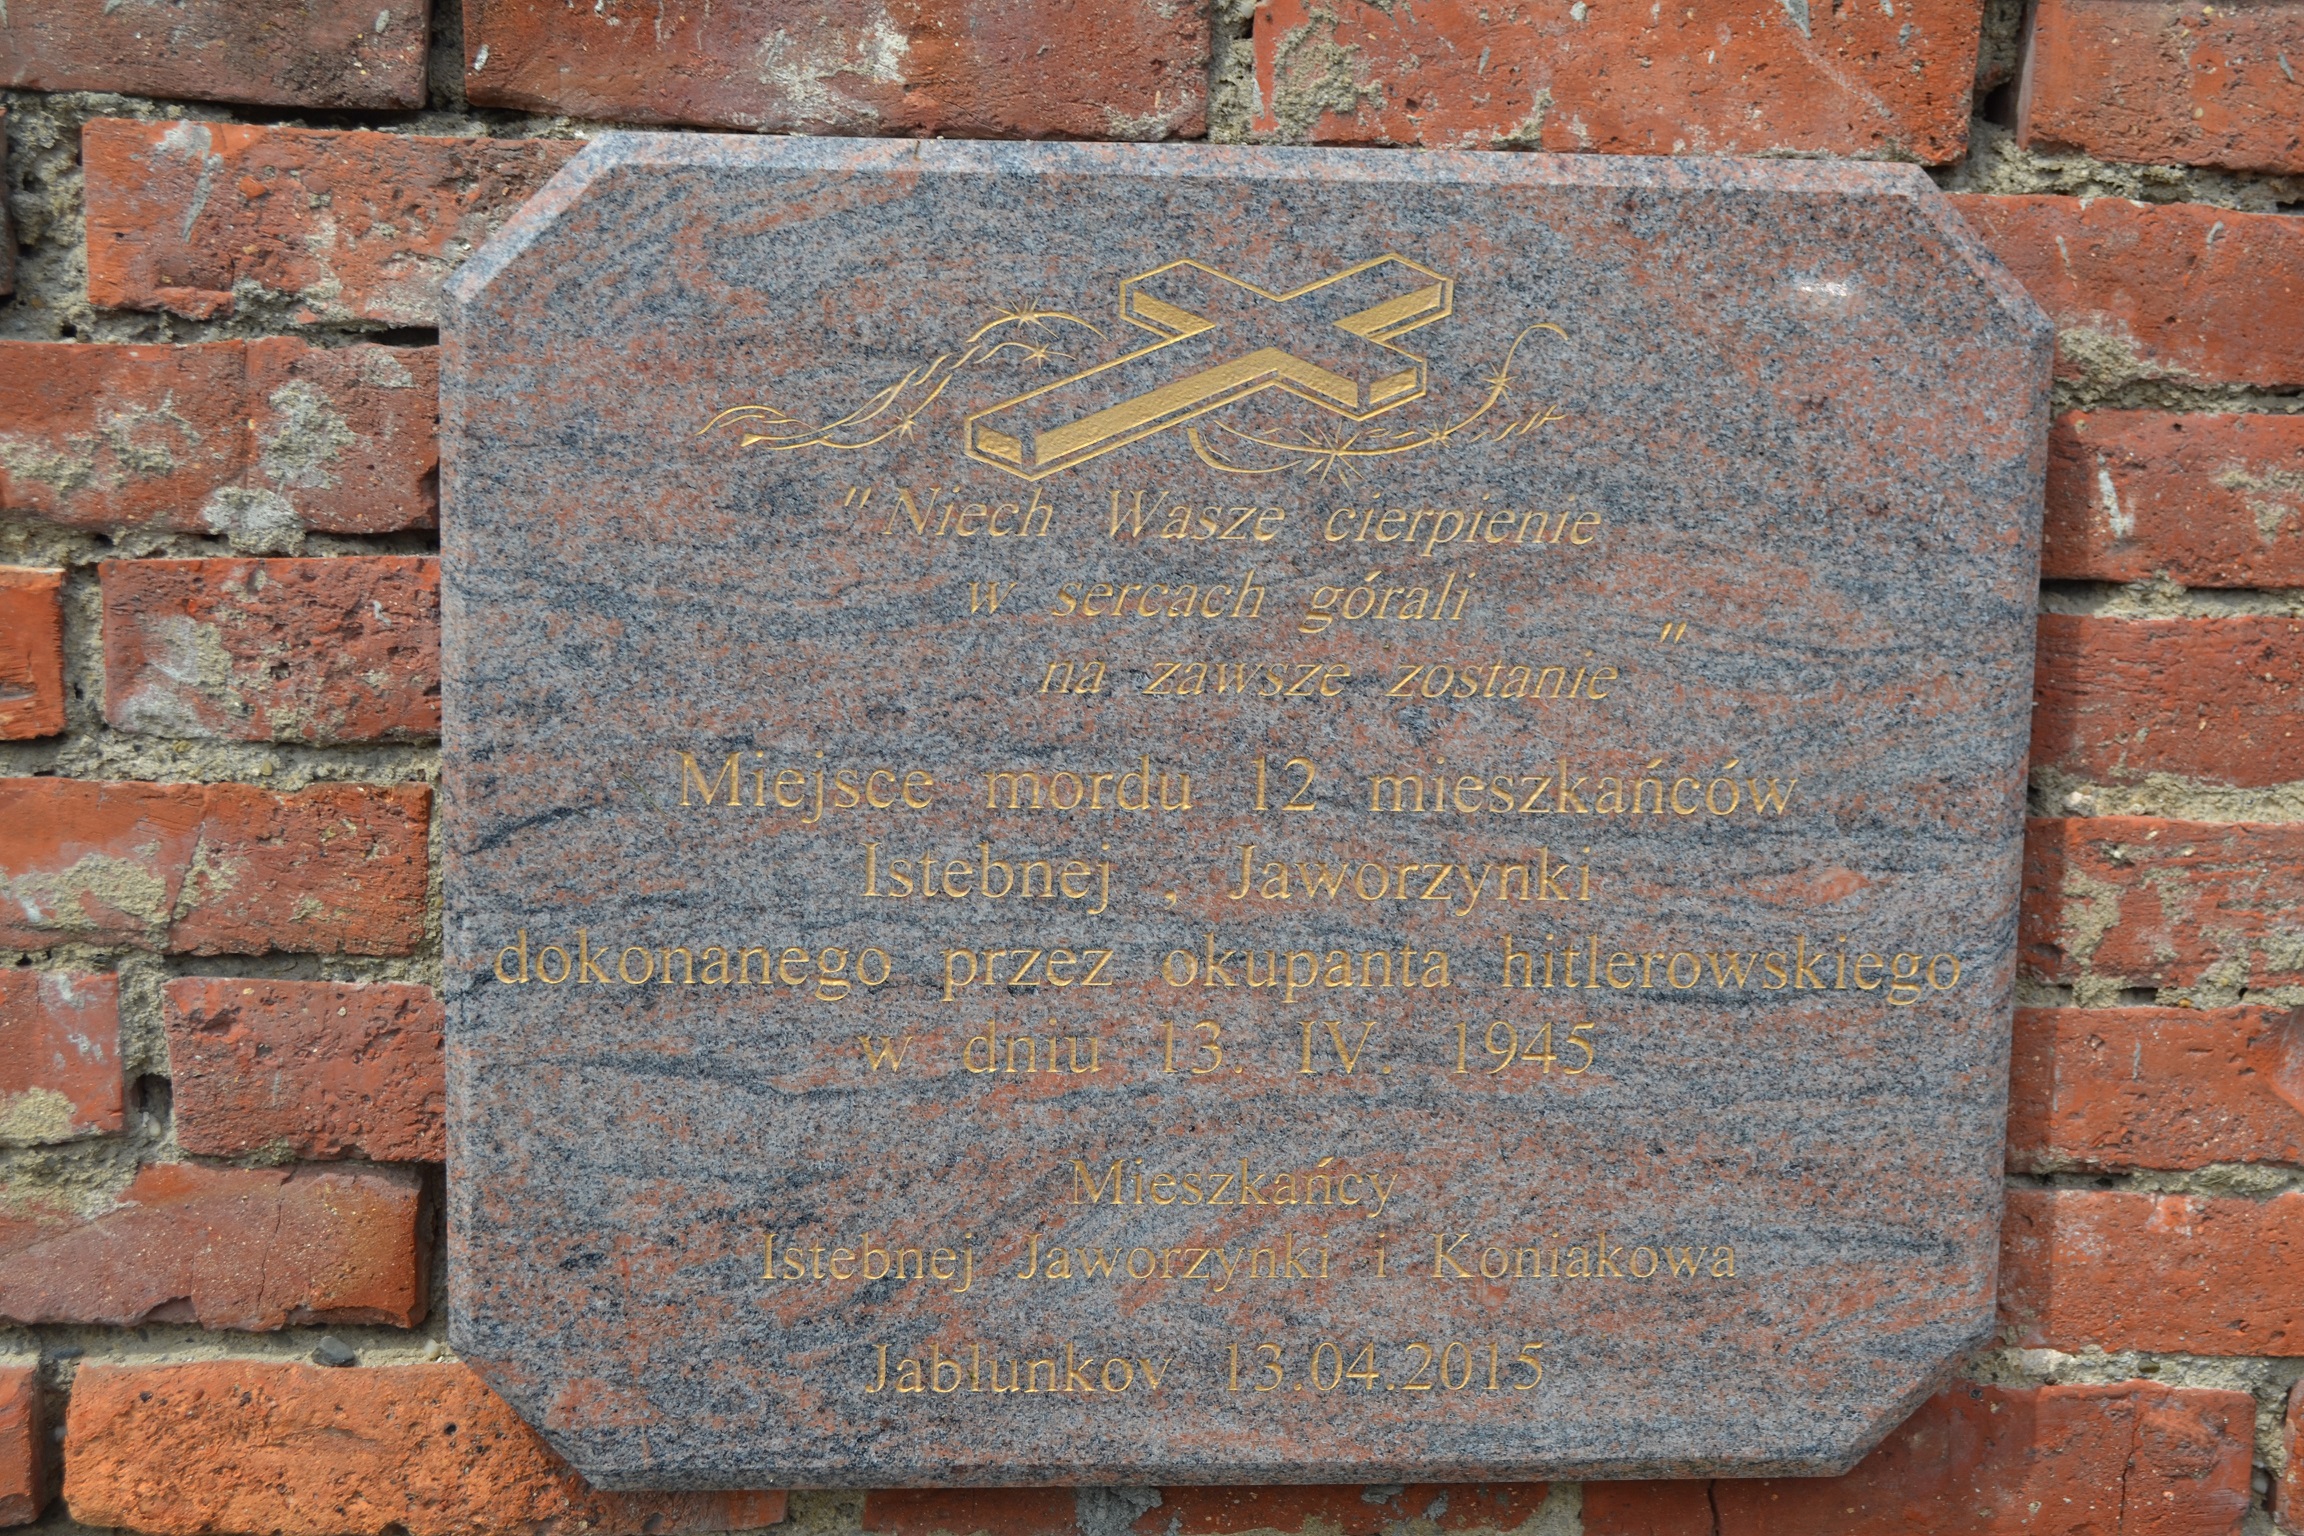 "Niech Wasze cierpienie
w sercach górali
na zawsze zostanie"
Miejsce mordu 12 mieszkańców
Istebnej , Jaworzynki
dokonanego przez okupanta hitlerowskiego
w dniu 13. IV. 1945
Mieszkańcy
Istebnej Jaworzynki i Koniakowa
Jablunkov 13.04.2015